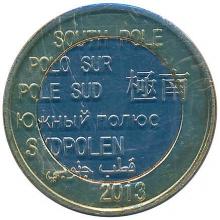 SOUTH POLE
POLO SUR
POLE SUD 極南
Южный полюс
SYDPOLEN
قطب جنوبي
2013